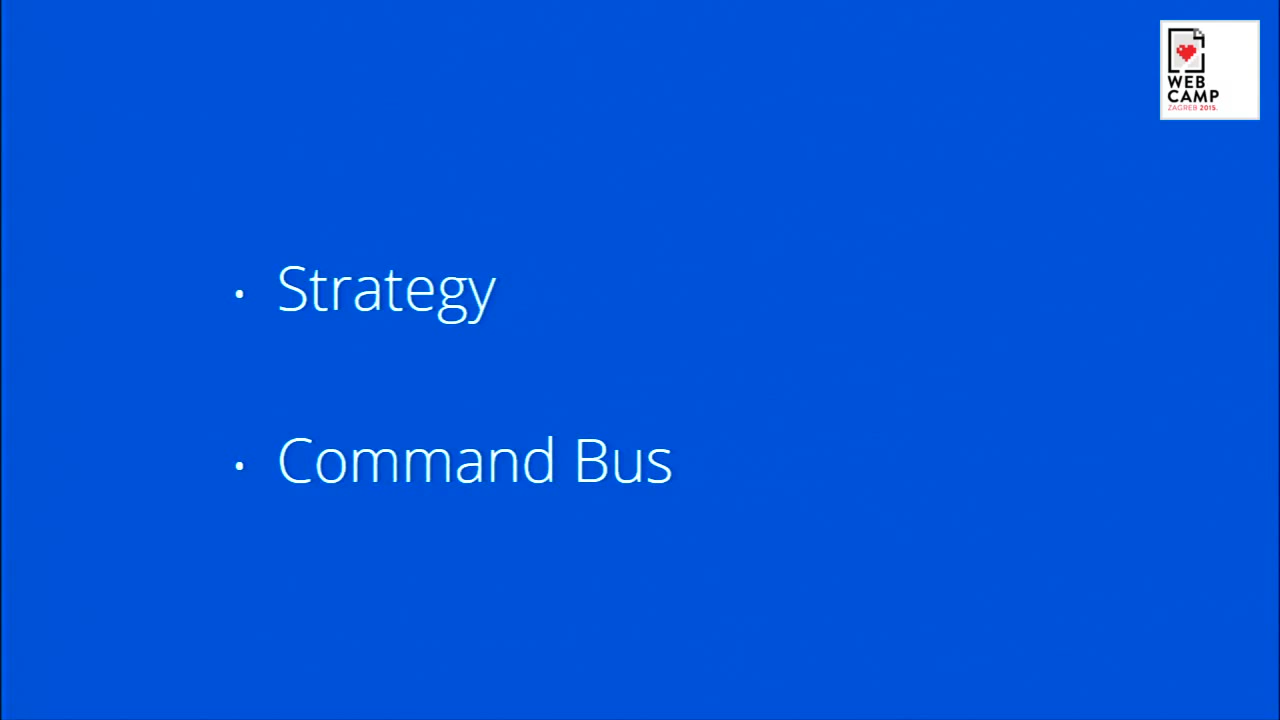 WEB
CAMP
ZAGREB 2015.
• Strategy
• Command Bus